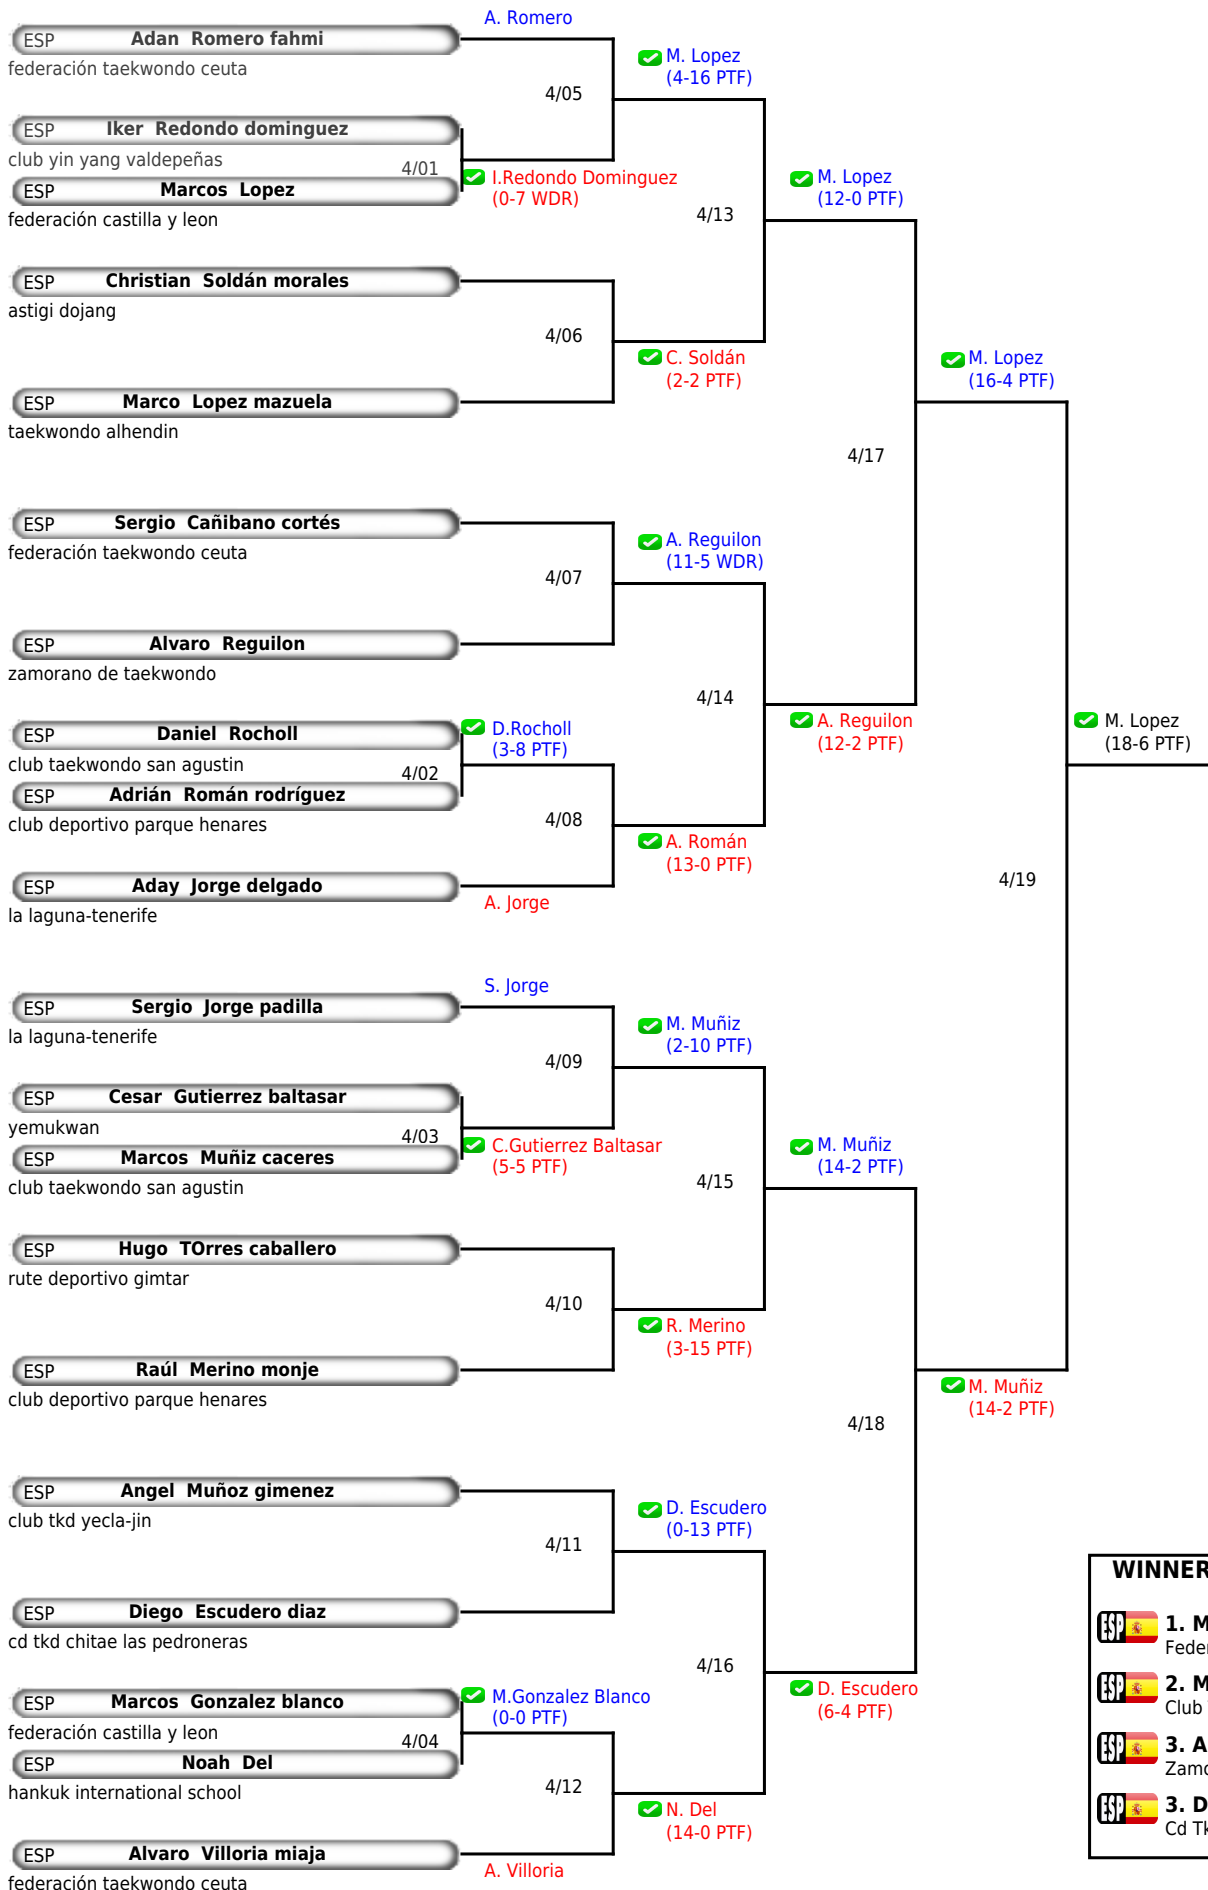 A. Romero
ESP Adan Romero fahmi
federación taekwondo ceuta
M. Lopez
(4-16 PTF)
4/05
ESP Iker Redondo dominguez
club yin yang valdepeñas
4/01
I.Redondo Dominguez
(0-7 WDR)
ESP Marcos Lopez
federación castilla y leon
M. Lopez
(12-0 PTF)
4/13
ESP Christian Soldán morales
astigi dojang
4/06
C. Soldán
(2-2 PTF)
M. Lopez
(16-4 PTF)
ESP Marco Lopez mazuela
taekwondo alhendin
4/17
ESP Sergio Cañibano cortés
federación taekwondo ceuta
A. Reguilon
(11-5 WDR)
4/07
ESP Alvaro Reguilon
zamorano de taekwondo
4/14
A. Reguilon
(12-2 PTF)
M. Lopez
(18-6 PTF)
ESP Daniel Rocholl
club taekwondo san agustin
D.Rocholl
(3-8 PTF)
4/02
ESP Adrián Román rodríguez
club deportivo parque henares
4/08
A. Román
(13-0 PTF)
ESP Aday Jorge delgado
la laguna-tenerife
A. Jorge
4/19
S. Jorge
ESP Sergio Jorge padilla
la laguna-tenerife
M. Muñiz
(2-10 PTF)
4/09
ESP Cesar Gutierrez baltasar
yemukwan
4/03
C.Gutierrez Baltasar
(5-5 PTF)
ESP Marcos Muñiz caceres
club taekwondo san agustin
M. Muñiz
(14-2 PTF)
4/15
ESP Hugo TOrres caballero
rute deportivo gimtar
4/10
R. Merino
(3-15 PTF)
ESP Raúl Merino monje
club deportivo parque henares
M. Muñiz
(14-2 PTF)
4/18
ESP Angel Muñoz gimenez
club tkd yecla-jin
D. Escudero
(0-13 PTF)
4/11
ESP Diego Escudero diaz
cd tkd chitae las pedroneras
4/16
D. Escudero
(6-4 PTF)
ESP Marcos Gonzalez blanco
federación castilla y leon
M.Gonzalez Blanco
(0-0 PTF)
4/04
ESP Noah Del
hankuk international school
4/12
N. Del
(14-0 PTF)
ESP Alvaro Villoria miaja
federación taekwondo ceuta
A. Villoria
WINNER
ESP 1. M
Feder
ESP 2. M
Club
ESP 3. A
Zamo
ESP 3. D
Cd Tk